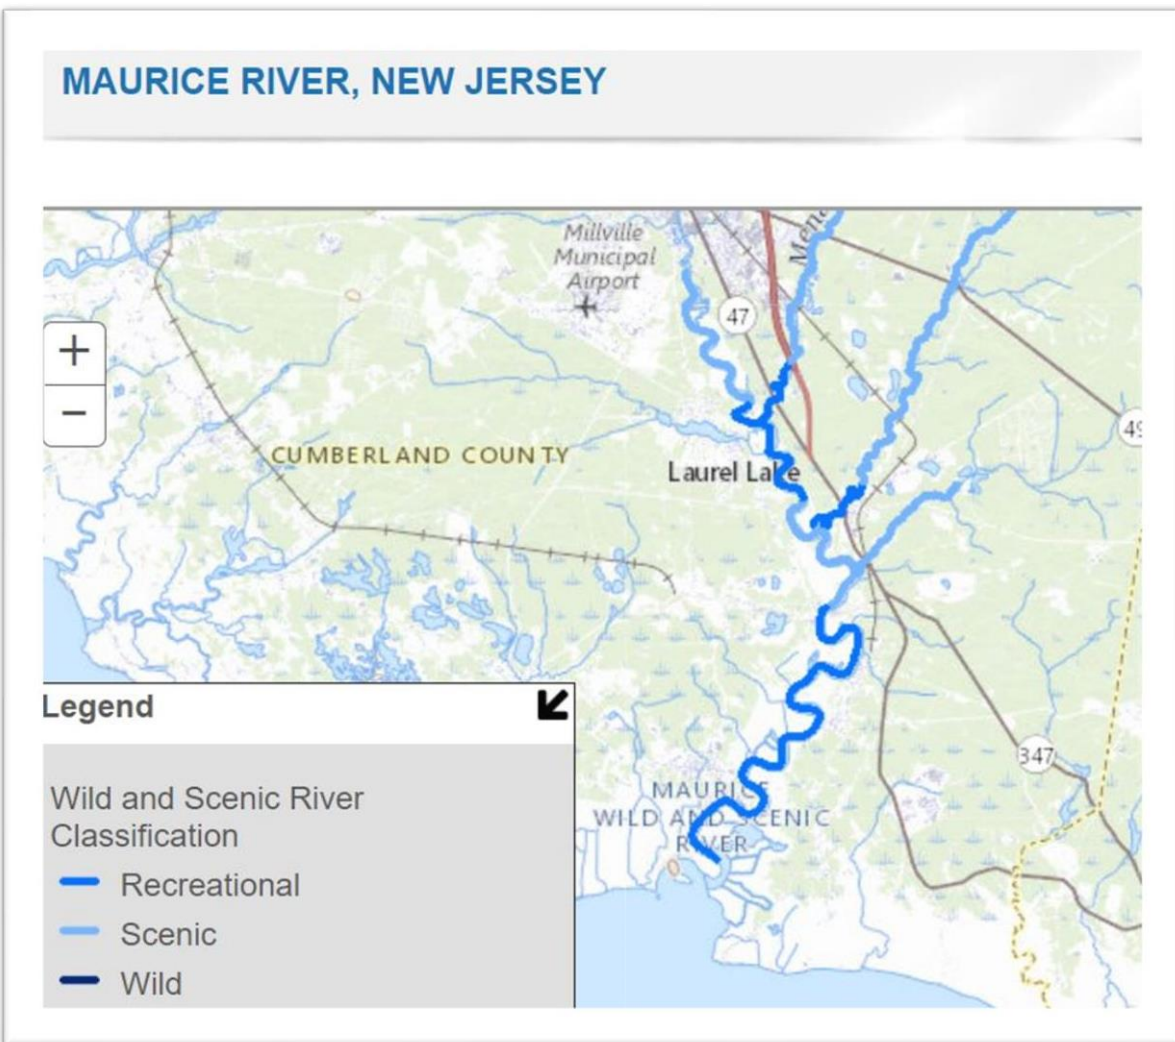 MAURICE RIVER, NEW JERSEY
Millville
Municipal
Airport
47
+
−
CUMBERLAND COUNTY
Laurel Lake
347
MAURICE
WILD AND SCENIC
RIVER
Legend
Wild and Scenic River
Classification
Recreational
Scenic
Wild